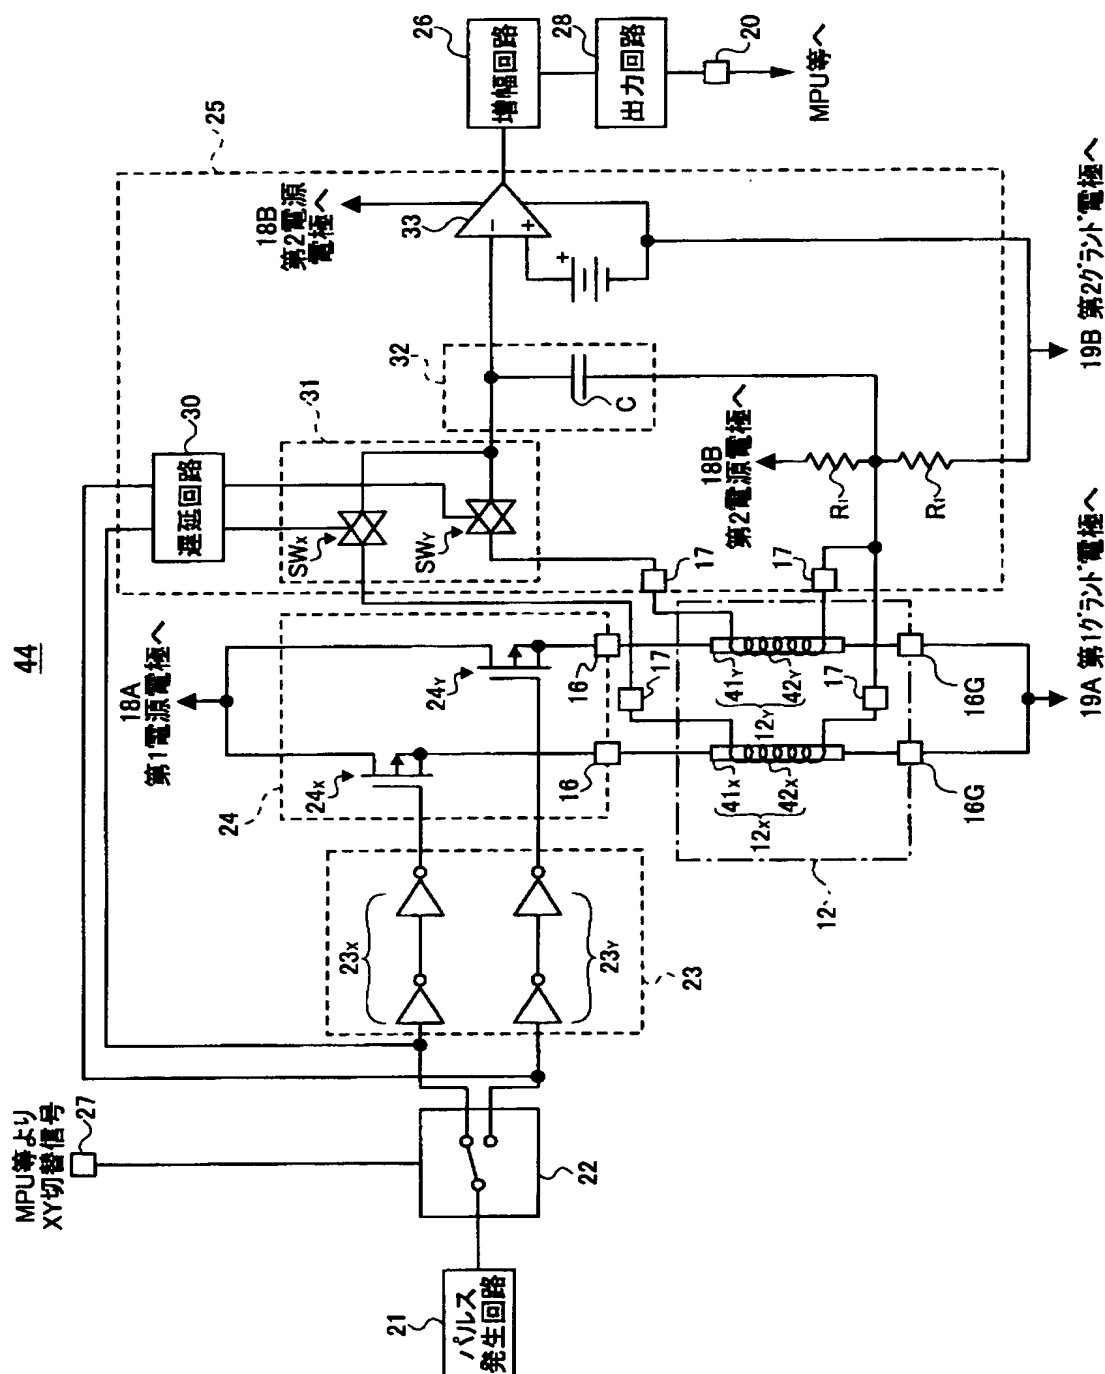 44
MPU等より
XY切替信号
27
パルス
発生回路
21
22
23X
23Y
23
18A
第1電源電極へ
24
24X
24Y
16
16
17
17
17
41X
42X
12X
41Y
42Y
12Y
12
16G
16G
19A 第1グランド電極へ
遅延回路
30
31
SWX
SWY
32
C
18B
第2電源電極へ
R1
R1
18B
第2電源
電極へ
33
-
+
+
25
19B 第2グランド電極へ
増幅回路
26
出力回路
28
20
MPU等へ